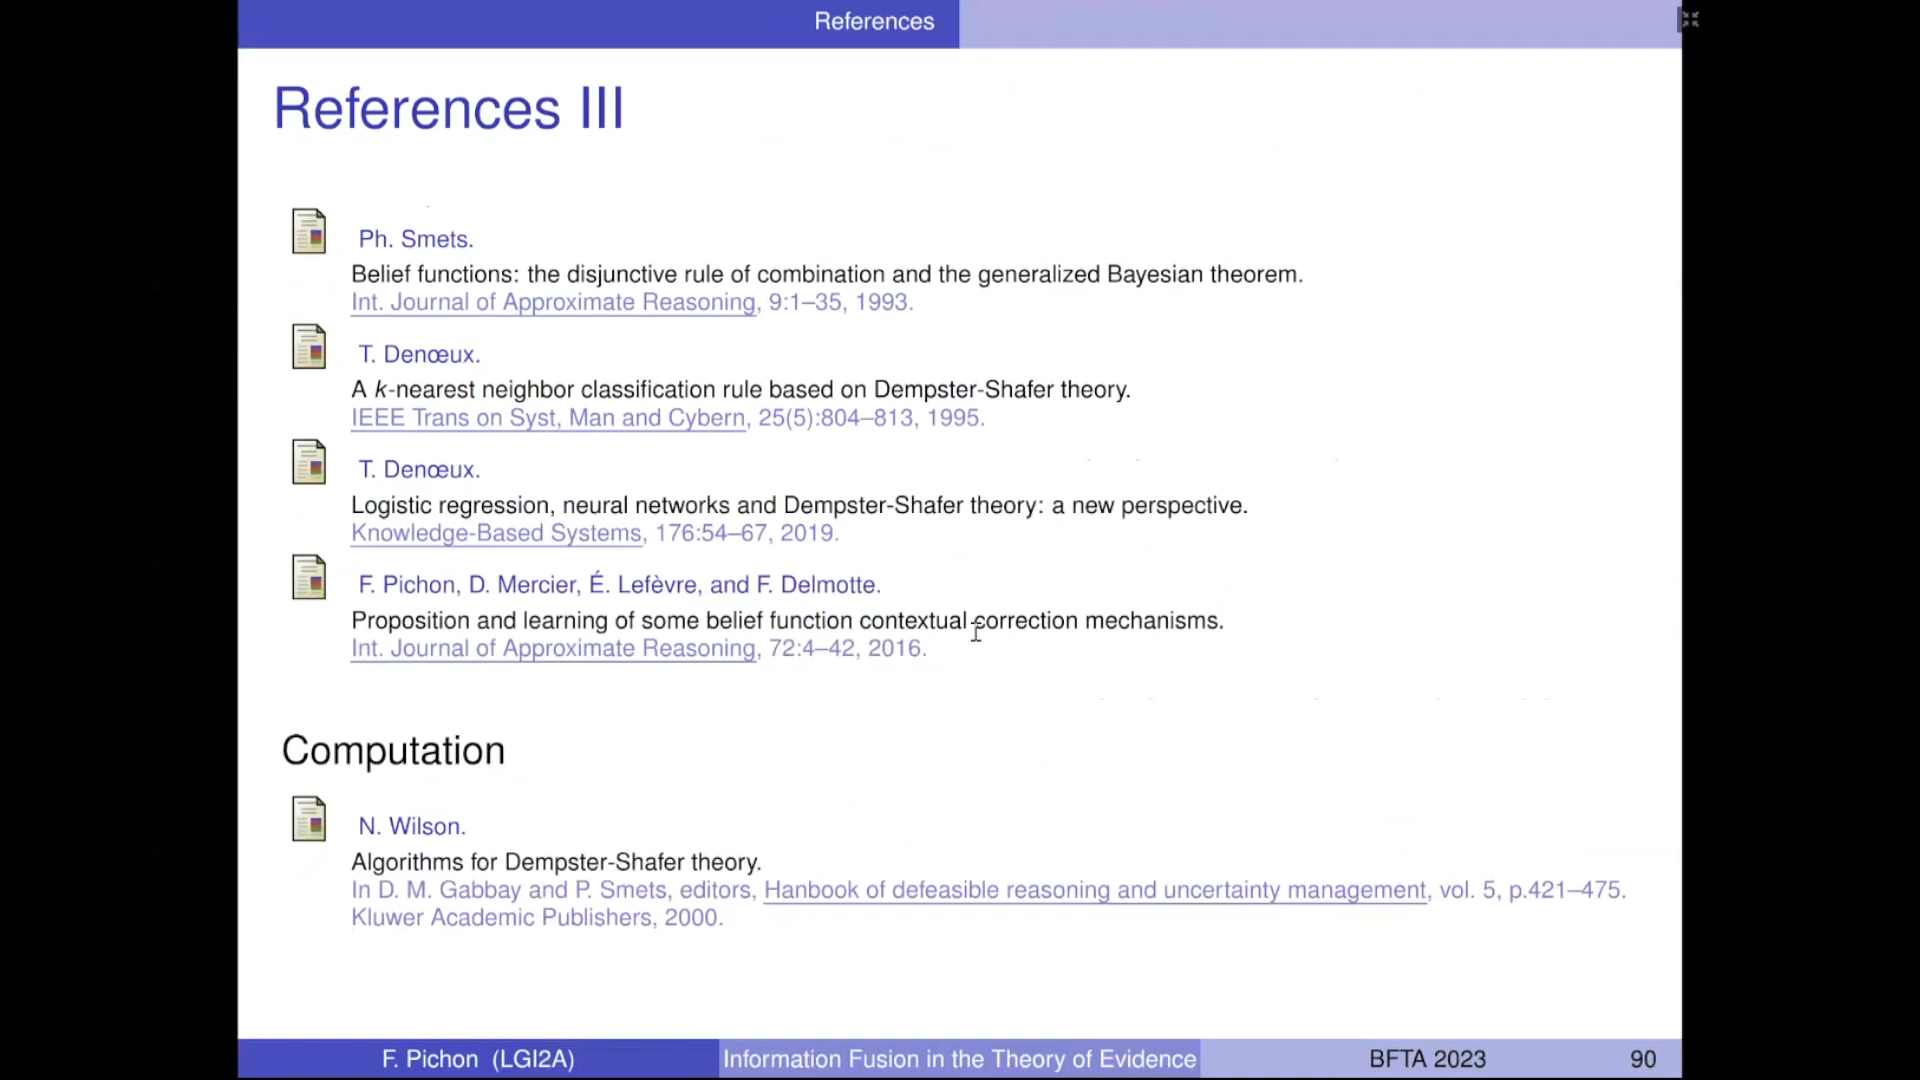 References
References III
Ph. Smets.
Belief functions: the disjunctive rule of combination and the generalized Bayesian theorem.
Int. Journal of Approximate Reasoning, 9:1–35, 1993.
T. Denœux.
A k-nearest neighbor classification rule based on Dempster-Shafer theory.
IEEE Trans on Syst, Man and Cybern, 25(5):804–813, 1995.
T. Denœux.
Logistic regression, neural networks and Dempster-Shafer theory: a new perspective.
Knowledge-Based Systems, 176:54–67, 2019.
F. Pichon, D. Mercier, É. Lefèvre, and F. Delmotte.
Proposition and learning of some belief function contextual correction mechanisms.
Int. Journal of Approximate Reasoning, 72:4–42, 2016.
Computation
N. Wilson.
Algorithms for Dempster-Shafer theory.
In D. M. Gabbay and P. Smets, editors, Hanbook of defeasible reasoning and uncertainty management, vol. 5, p.421–475.
Kluwer Academic Publishers, 2000.
F. Pichon (LGI2A) Information Fusion in the Theory of Evidence BFTA 2023 90